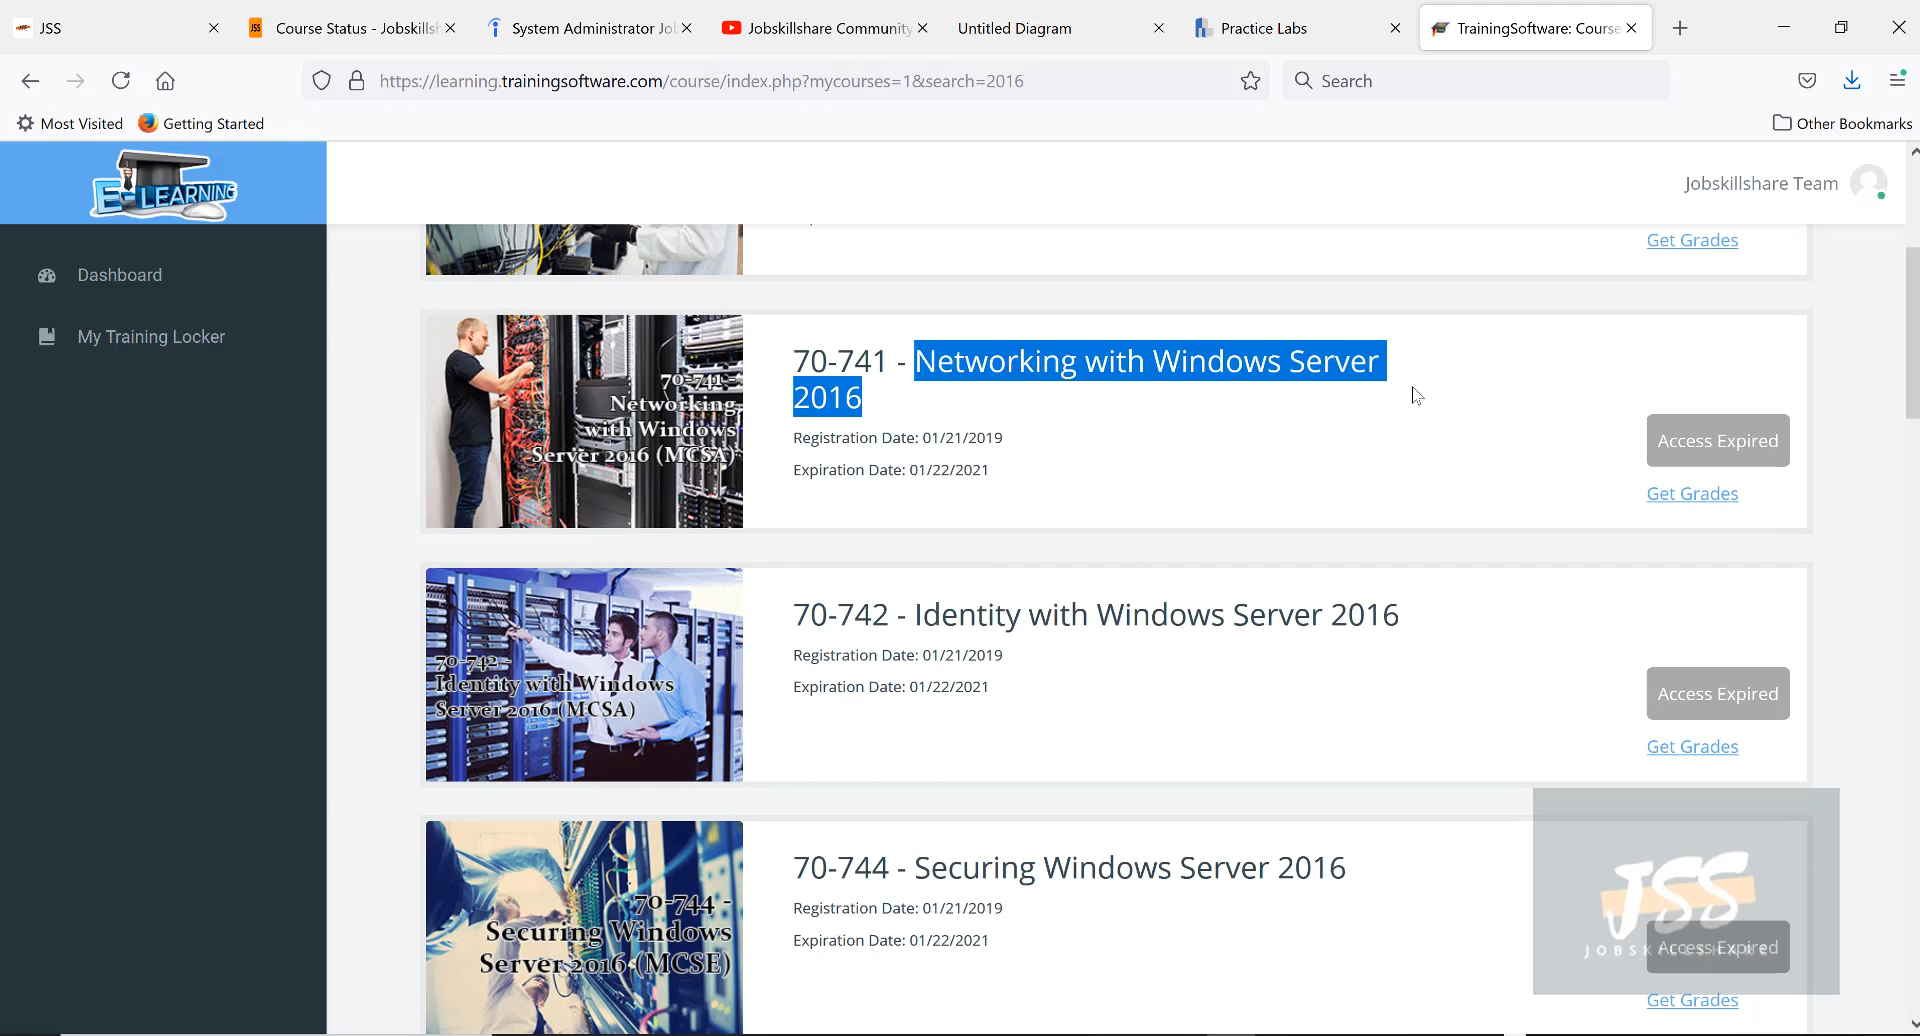 JSS
JSS
Course Status - Jobskillsh
System Administrator Jo
Jobskillshare Community
Untitled Diagram
Practice Labs
TrainingSoftware: Course
https://learning.trainingsoftware.com/course/index.php?mycourses=1&search=2016
Search
Most Visited
Getting Started
Other Bookmarks
E-LEARNING
Jobskillshare Team
Dashboard
My Training Locker
Get Grades
70-741 -
Networking
with Windows
Server 2016 (MCSA)
70-741 - Networking with Windows Server
2016
Registration Date: 01/21/2019
Expiration Date: 01/22/2021
Access Expired
Get Grades
70-742 -
Identity with Windows
Server 2016 (MCSA)
70-742 - Identity with Windows Server 2016
Registration Date: 01/21/2019
Expiration Date: 01/22/2021
Access Expired
Get Grades
70-744 -
Securing Windows
Server 2016 (MCSE)
70-744 - Securing Windows Server 2016
Registration Date: 01/21/2019
Expiration Date: 01/22/2021
JSS
Access Expired
Get Grades